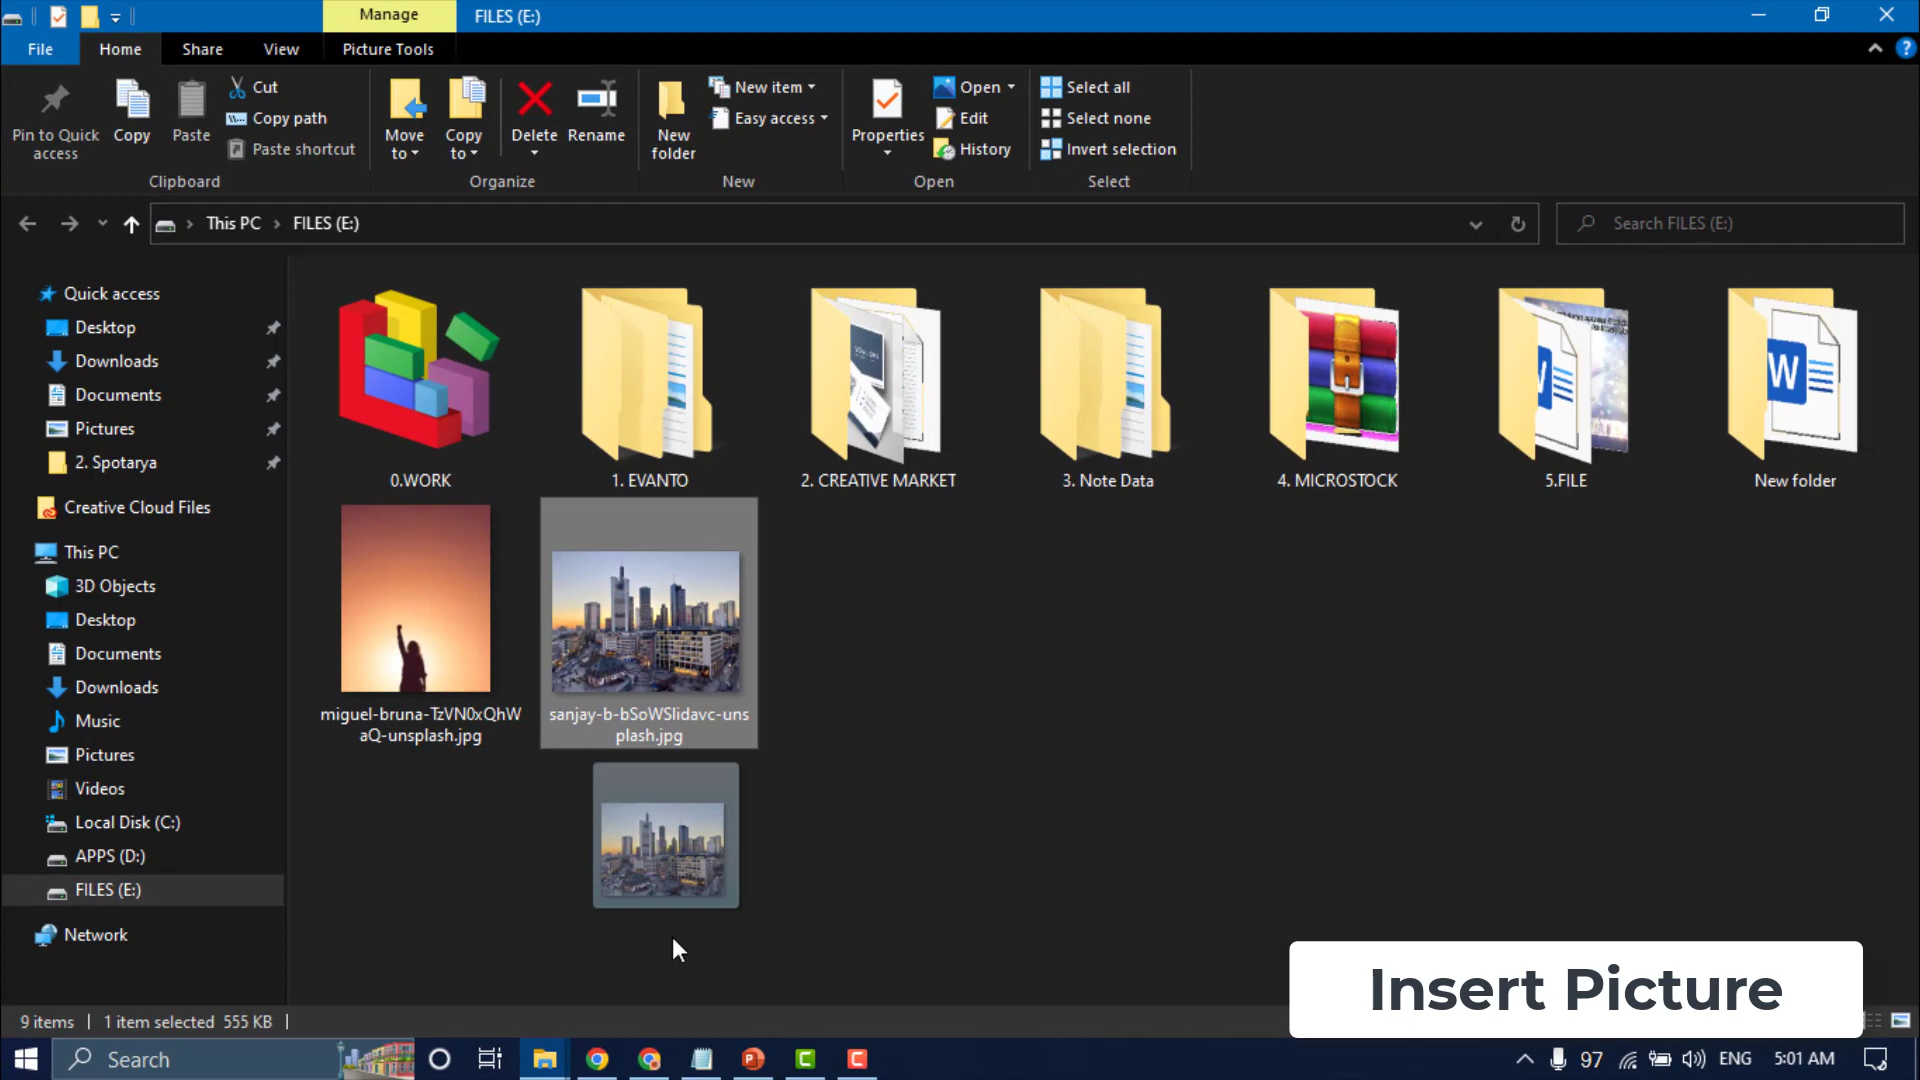 Manage
FILES (E:)
File
Home
Share
View
Picture Tools
Pin to Quick
access
Copy
Paste
Cut
Copy path
Paste shortcut
Clipboard
Move
to
Copy
to
Delete
Rename
Organize
New
folder
New item
Easy access
New
Properties
Open
Edit
History
Open
Select all
Select none
Invert selection
Select
This PC
FILES (E:)
Search FILES (E:)
Quick access
Desktop
Downloads
Documents
Pictures
2. Spotarya
Creative Cloud Files
This PC
3D Objects
Desktop
Documents
Downloads
Music
Pictures
Videos
Local Disk (C:)
APPS (D:)
FILES (E:)
Network
0.WORK
1. EVANTO
2. CREATIVE MARKET
3. Note Data
4. MICROSTOCK
5.FILE
New folder
miguel-bruna-TzVN0xQhW
aQ-unsplash.jpg
sanjay-b-bSoWSlidavc-uns
plash.jpg
Insert Picture
9 items
1 item selected 555 KB
Search
97
ENG
5:01 AM